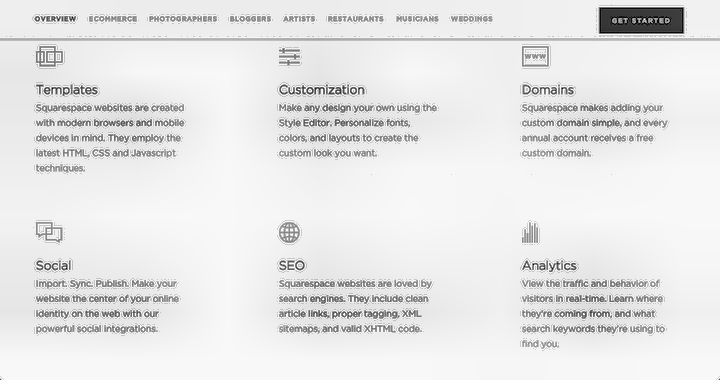 OVERVIEW ECOMMERCE PHOTOGRAPHERS BLOGGERS ARTISTS RESTAURANTS MUSICIANS WEDDINGS GET STARTED
WWW
Templates
Squarespace websites are created
with modern browsers and mobile
devices in mind. They employ the
latest HTML, CSS and Javascript
techniques.
Customization
Make any design your own using the
Style Editor. Personalize fonts,
colors, and layouts to create the
custom look you want.
Domains
Squarespace makes adding your
custom domain simple, and every
annual account receives a free
custom domain.
Social
Import. Sync. Publish. Make your
website the center of your online
identity on the web with our
powerful social integrations.
SEO
Squarespace websites are loved by
search engines. They include clean
article links, proper tagging, XML
sitemaps, and valid XHTML code.
Analytics
View the traffic and behavior of
visitors in real-time. Learn where
they're coming from, and what
search keywords they're using to
find you.